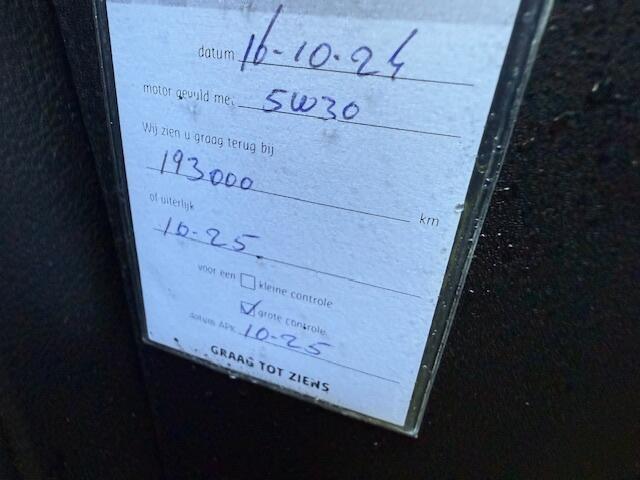 datum 16-10-24
motor gevuld met 5W30
Wij zien u graag terug bij
193000 km
of uiterlijk
10-25
voor een kleine controle
grote controle
datum APK 10-25
GRAAG TOT ZIENS